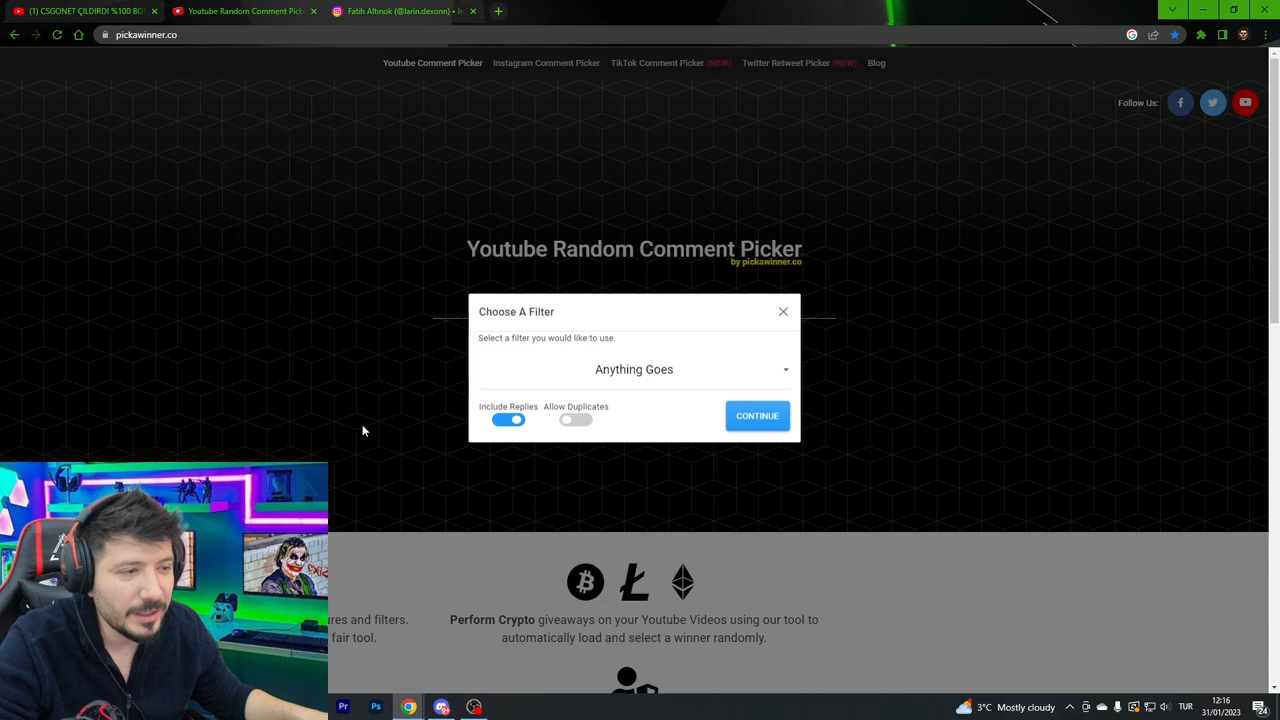 (1) CSGONET ÇILDIRDI %100 BO
Youtube Random Comment Pick
Fatih Altınok (@larin.dexonn) •
pickawinner.co
Youtube Comment Picker
Instagram Comment Picker
TikTok Comment Picker (NEW)
Twitter Retweet Picker (NEW)
Blog
Follow Us:
Youtube Random Comment Picker
by pickawinner.co
Choose A Filter
Select a filter you would like to use.
Anything Goes
Include Replies
Allow Duplicates
CONTINUE
ures and filters.
fair tool.
Perform Crypto giveaways on your Youtube Videos using our tool to
automatically load and select a winner randomly.
Pr
Ps
3°C Mostly cloudy
TUR
12:16
31/01/2023
24